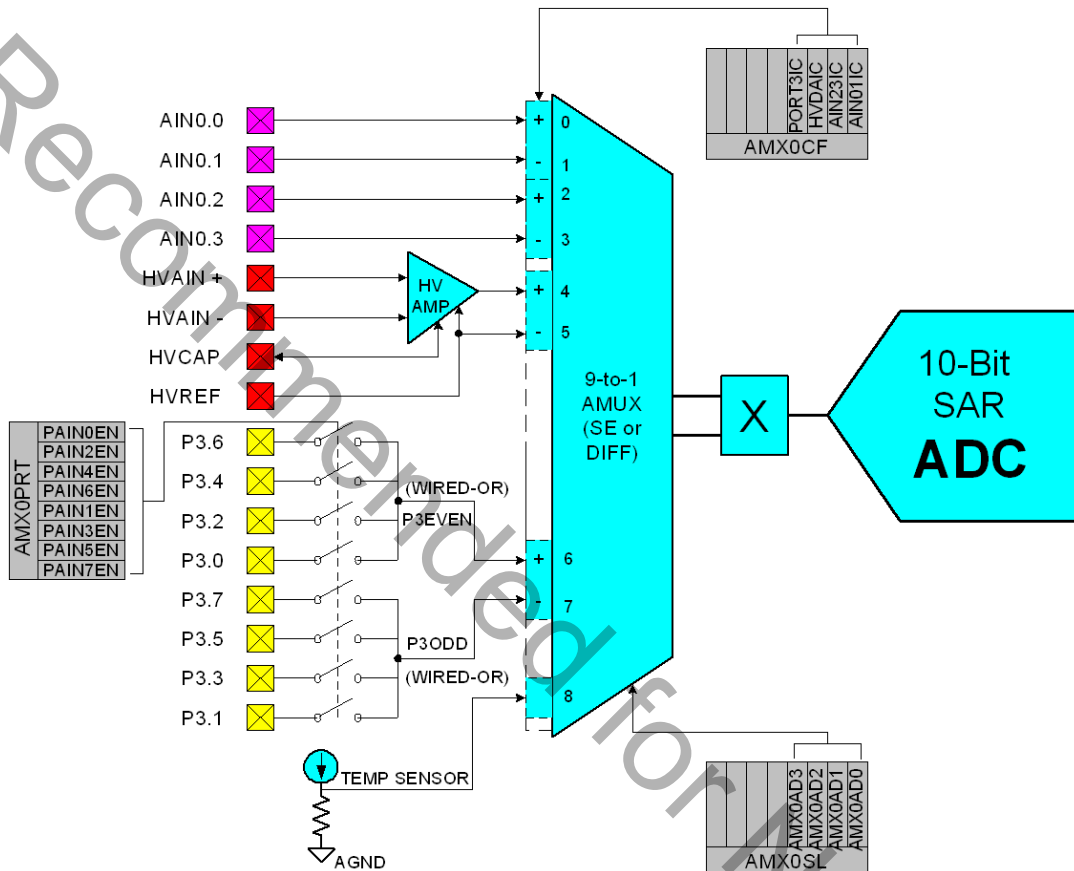 PORT3IC
HVDAIC
AIN23IC
AIN01IC
AMX0CF
AIN0.0
AIN0.1
AIN0.2
AIN0.3
HVAIN +
HVAIN -
HVCAP
HVREF
HV
AMP
+ 0
- 1
+ 2
- 3
+ 4
- 5
9-to-1
AMUX
(SE or
DIFF)
X
10-Bit
SAR
ADC
AMX0PRT
PAIN0EN
PAIN2EN
PAIN4EN
PAIN6EN
PAIN1EN
PAIN3EN
PAIN5EN
PAIN7EN
P3.6
P3.4
P3.2
P3.0
P3.7
P3.5
P3.3
P3.1
(WIRED-OR)
P3EVEN
P3ODD
(WIRED-OR)
+ 6
- 7
8
TEMP SENSOR
AGND
AMX0AD3
AMX0AD2
AMX0AD1
AMX0AD0
AMX0SL
Recommended for N